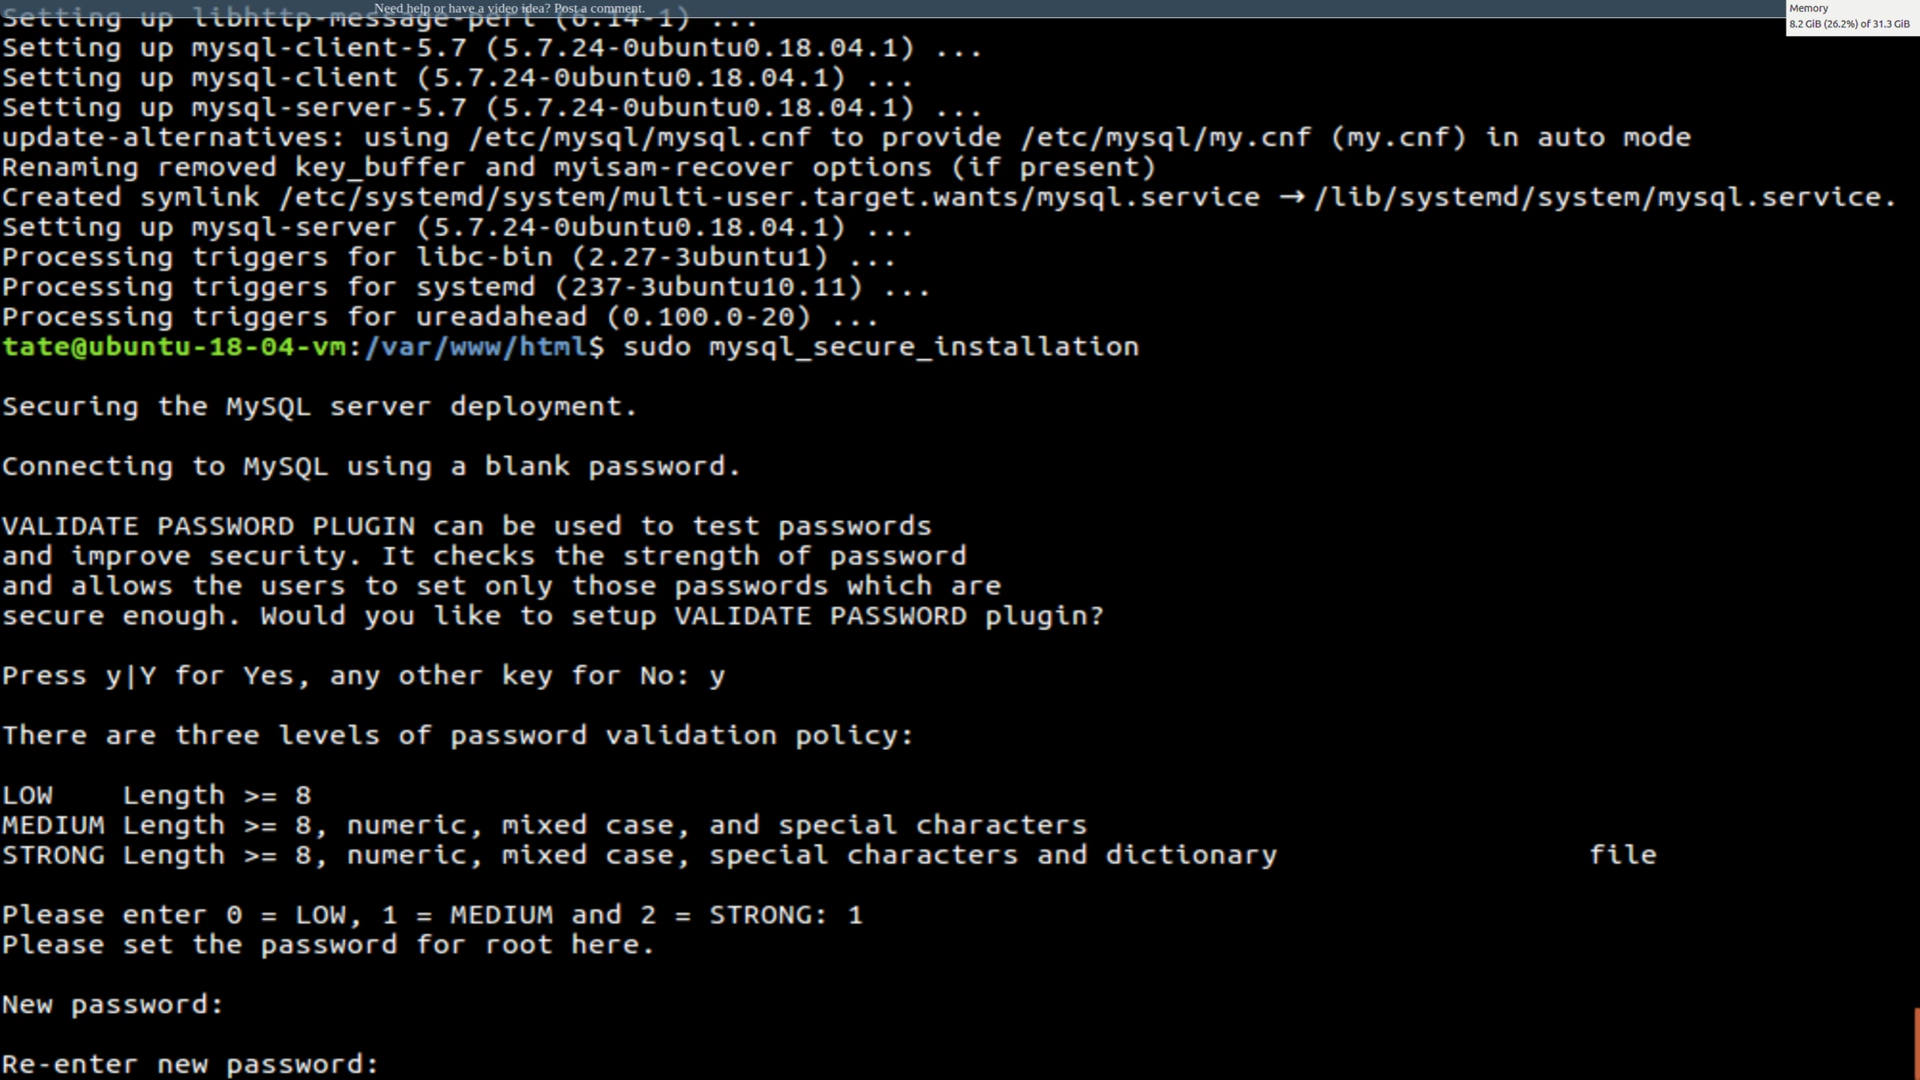 Need help or have a video idea? Post a comment.
Memory
8.2 GiB (26.2%) of 31.3 GiB
Setting up libhttp-message-perl (6.14-1) ...
Setting up mysql-client-5.7 (5.7.24-0ubuntu0.18.04.1) ...
Setting up mysql-client (5.7.24-0ubuntu0.18.04.1) ...
Setting up mysql-server-5.7 (5.7.24-0ubuntu0.18.04.1) ...
update-alternatives: using /etc/mysql/mysql.cnf to provide /etc/mysql/my.cnf (my.cnf) in auto mode
Renaming removed key_buffer and myisam-recover options (if present)
Created symlink /etc/systemd/system/multi-user.target.wants/mysql.service → /lib/systemd/system/mysql.service.
Setting up mysql-server (5.7.24-0ubuntu0.18.04.1) ...
Processing triggers for libc-bin (2.27-3ubuntu1) ...
Processing triggers for systemd (237-3ubuntu10.11) ...
Processing triggers for ureadahead (0.100.0-20) ...
tate@ubuntu-18-04-vm:/var/www/html$ sudo mysql_secure_installation
Securing the MySQL server deployment.
Connecting to MySQL using a blank password.
VALIDATE PASSWORD PLUGIN can be used to test passwords
and improve security. It checks the strength of password
and allows the users to set only those passwords which are
secure enough. Would you like to setup VALIDATE PASSWORD plugin?
Press y|Y for Yes, any other key for No: y
There are three levels of password validation policy:
LOW    Length >= 8
MEDIUM Length >= 8, numeric, mixed case, and special characters
STRONG Length >= 8, numeric, mixed case, special characters and dictionary                  file
Please enter 0 = LOW, 1 = MEDIUM and 2 = STRONG: 1
Please set the password for root here.
New password:
Re-enter new password: